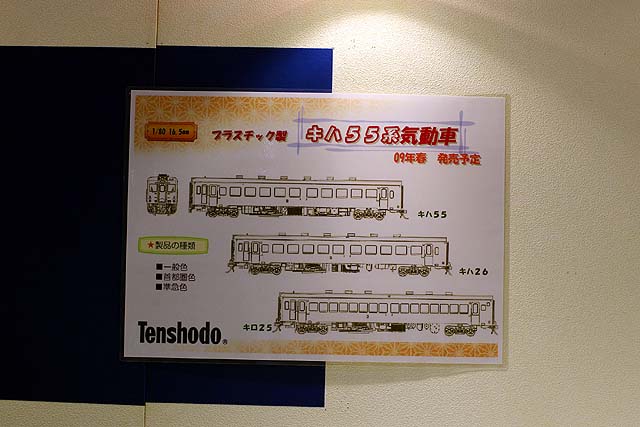 1/80 16.5mm
プラスチック製
キハ55系気動車
09年春 発売予定
キハ55
★製品の種類
■一般色
■首都圏色
■準急色
キハ26
キロ25
Tenshodo®